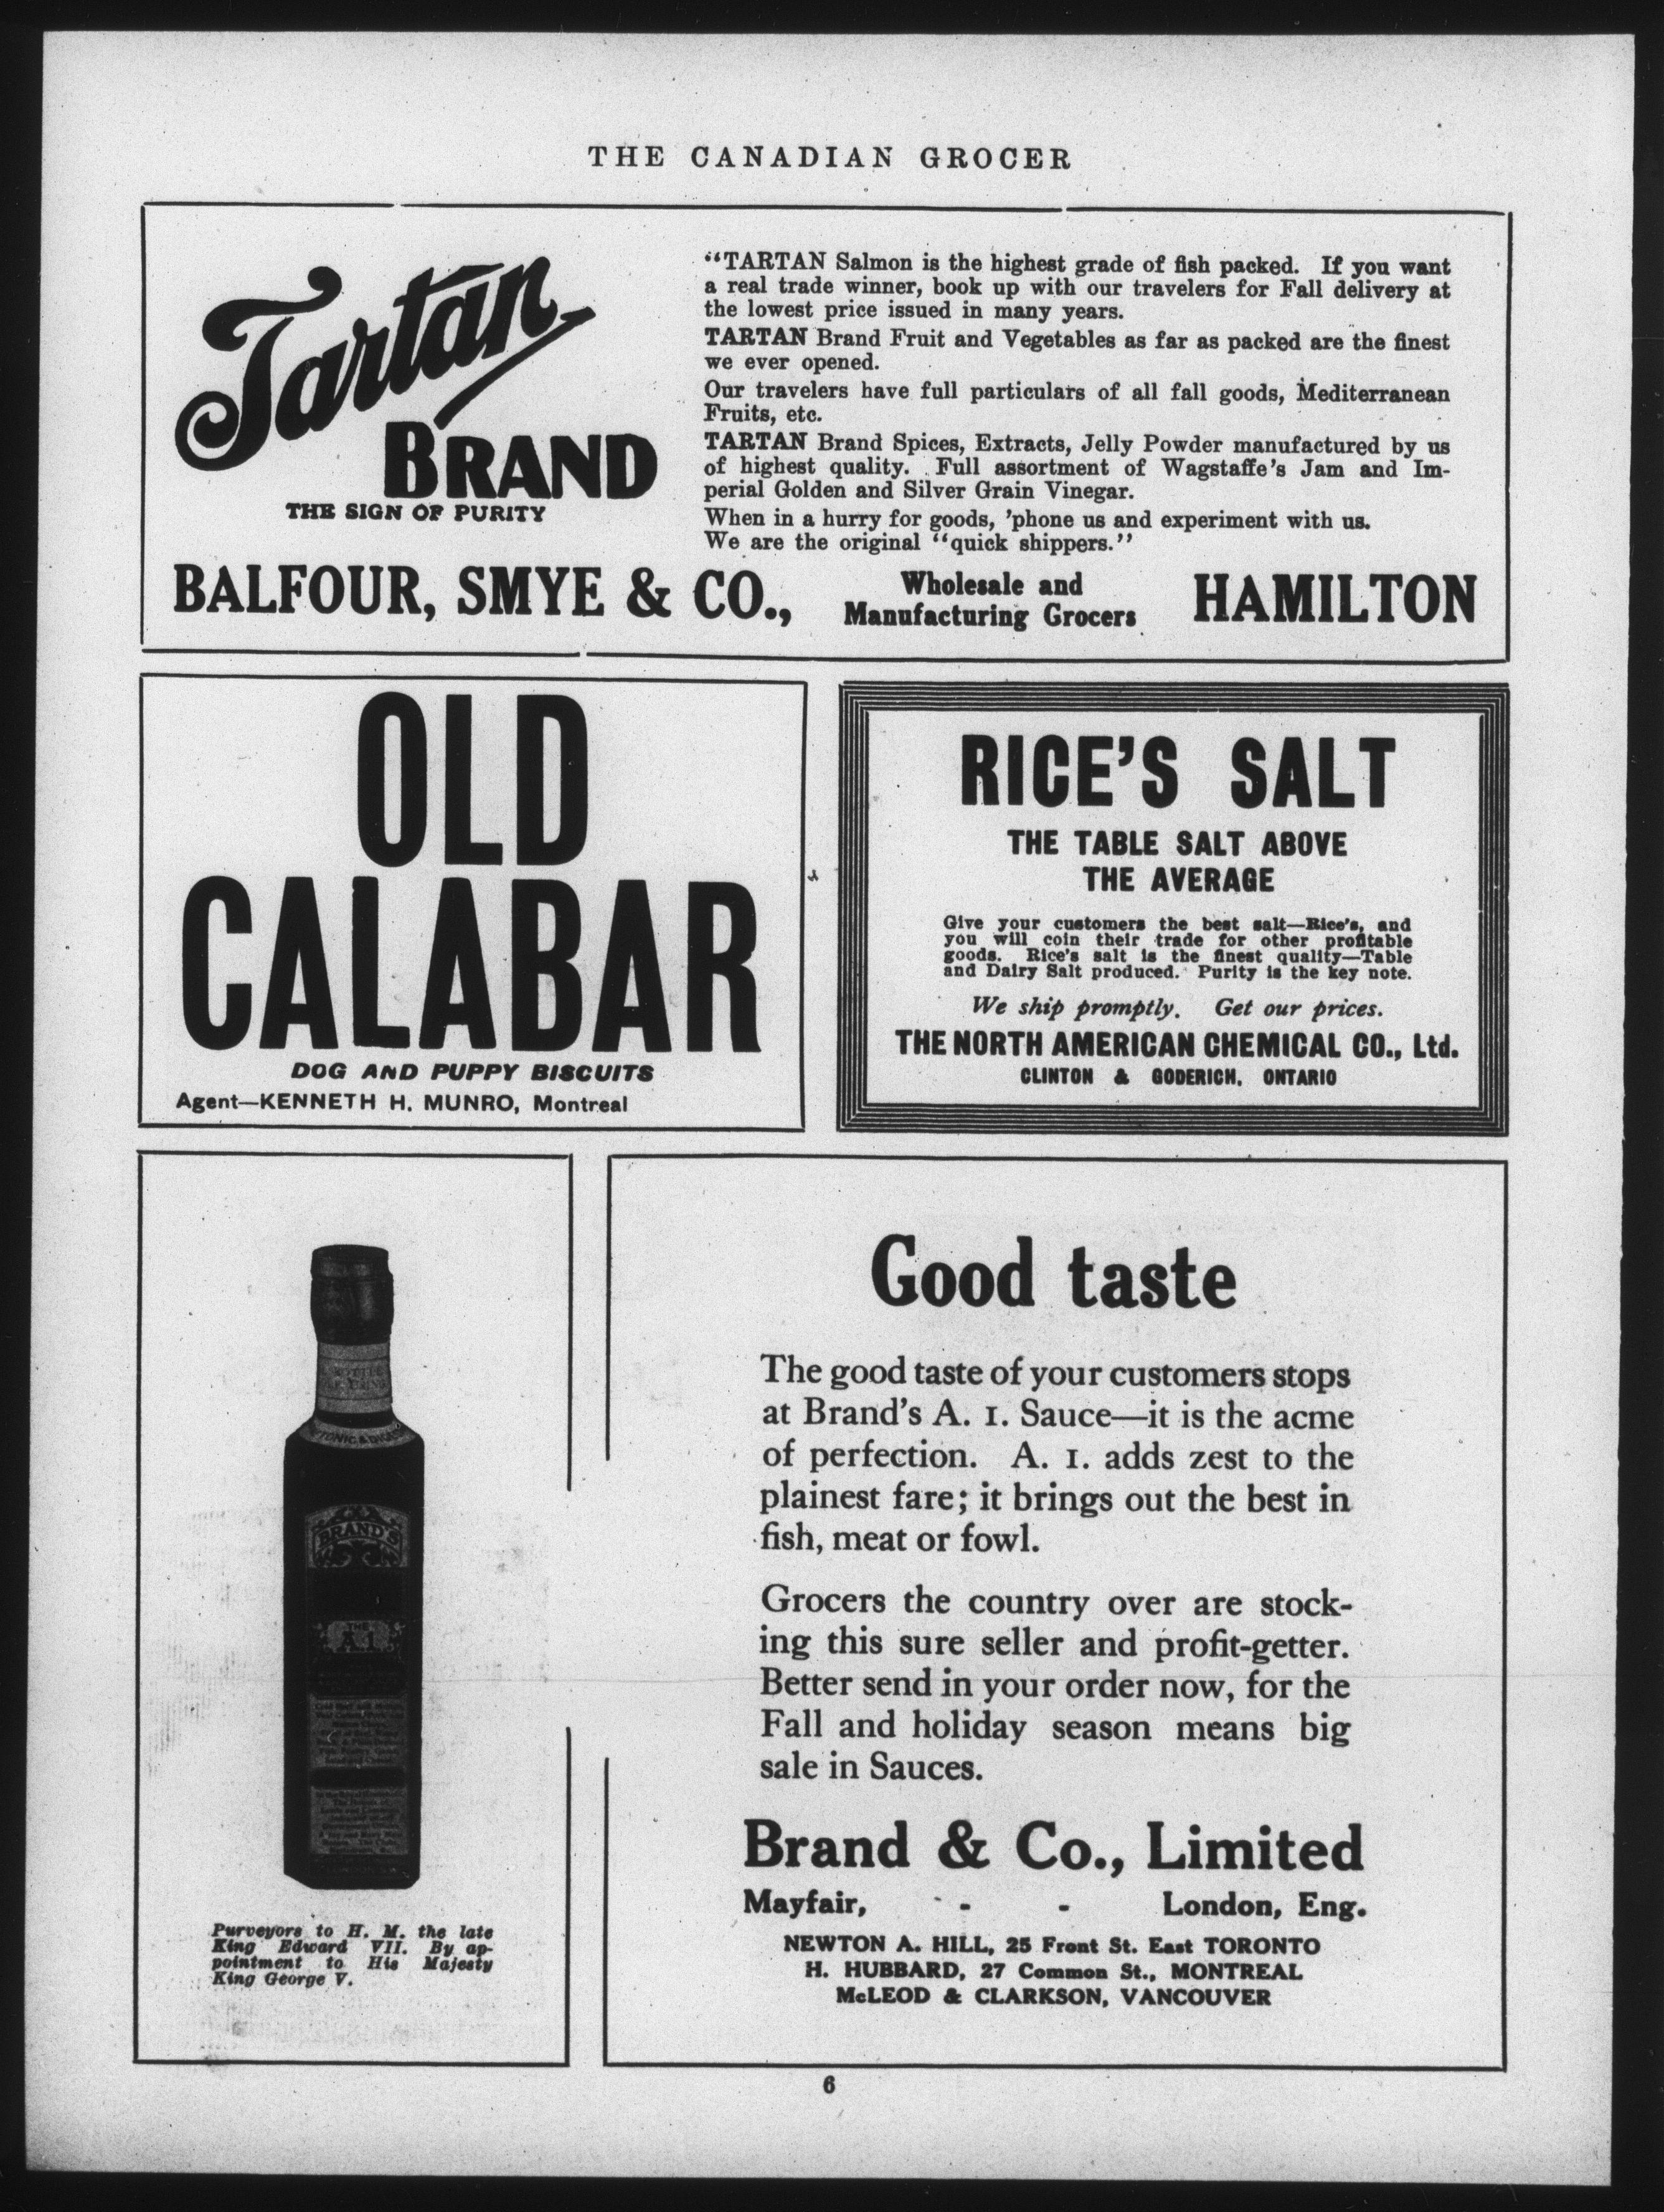 THE CANADIAN GROCER
Tartan
BRAND
THE SIGN OF PURITY
"TARTAN Salmon is the highest grade of fish packed. If you want
a real trade winner, book up with our travelers for Fall delivery at
the lowest price issued in many years.
TARTAN Brand Fruit and Vegetables as far as packed are the finest
we ever opened.
Our travelers have full particulars of all fall goods, Mediterranean
Fruits, etc.
TARTAN Brand Spices, Extracts, Jelly Powder manufactured by us
of highest quality. Full assortment of Wagstaffe's Jam and Im-
perial Golden and Silver Grain Vinegar.
When in a hurry for goods, 'phone us and experiment with us.
We are the original "quick shippers."
BALFOUR, SMYE & CO.,
Wholesale and
Manufacturing Grocers
HAMILTON
OLD
CALABAR
DOG AND PUPPY BISCUITS
Agent—KENNETH H. MUNRO, Montreal
RICE'S SALT
THE TABLE SALT ABOVE
THE AVERAGE
Give your customers the best salt—Rice's, and
you will coin their trade for other profitable
goods. Rice's salt is the finest quality—Table
and Dairy Salt produced. Purity is the key note.
We ship promptly. Get our prices.
THE NORTH AMERICAN CHEMICAL CO., Ltd.
CLINTON & GODERICH, ONTARIO
BRAND'S
THE
A.1.
Purveyors to H. M. the late
King Edward VII. By ap-
pointment to His Majesty
King George V.
Good taste
The good taste of your customers stops
at Brand's A. 1. Sauce—it is the acme
of perfection. A. 1. adds zest to the
plainest fare; it brings out the best in
fish, meat or fowl.
Grocers the country over are stock-
ing this sure seller and profit-getter.
Better send in your order now, for the
Fall and holiday season means big
sale in Sauces.
Brand & Co., Limited
Mayfair, - - London, Eng.
NEWTON A. HILL, 25 Front St. East TORONTO
H. HUBBARD, 27 Common St., MONTREAL
McLEOD & CLARKSON, VANCOUVER
6